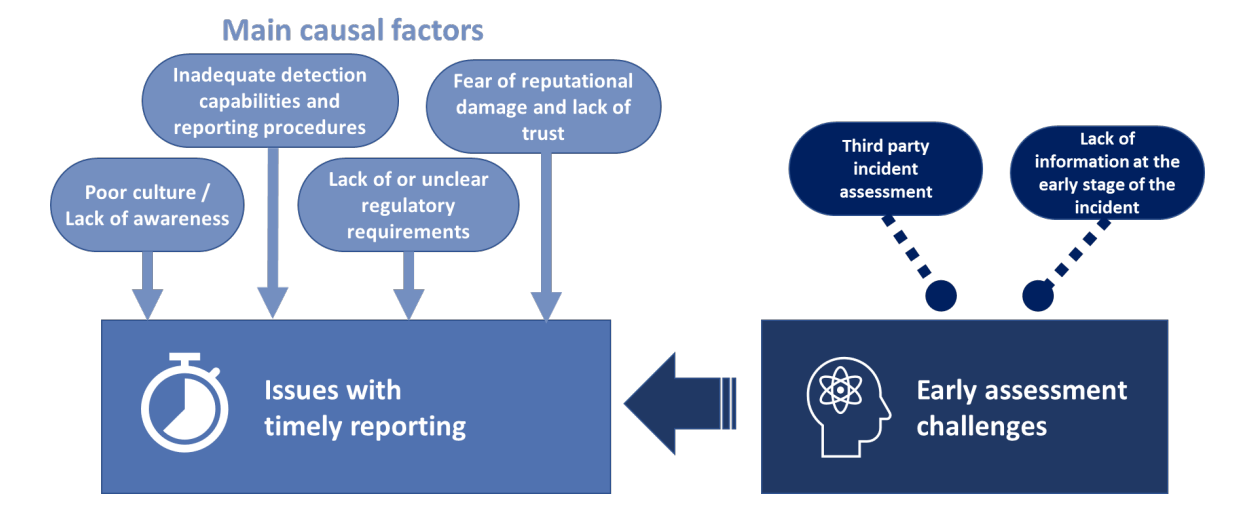 Main causal factors
Inadequate detection
capabilities and
reporting procedures
Fear of reputational
damage and lack of
trust
Poor culture /
Lack of awareness
Lack of or unclear
regulatory
requirements
Third party
incident
assessment
Lack of
information at the
early stage of the
incident
Issues with
timely reporting
Early assessment
challenges